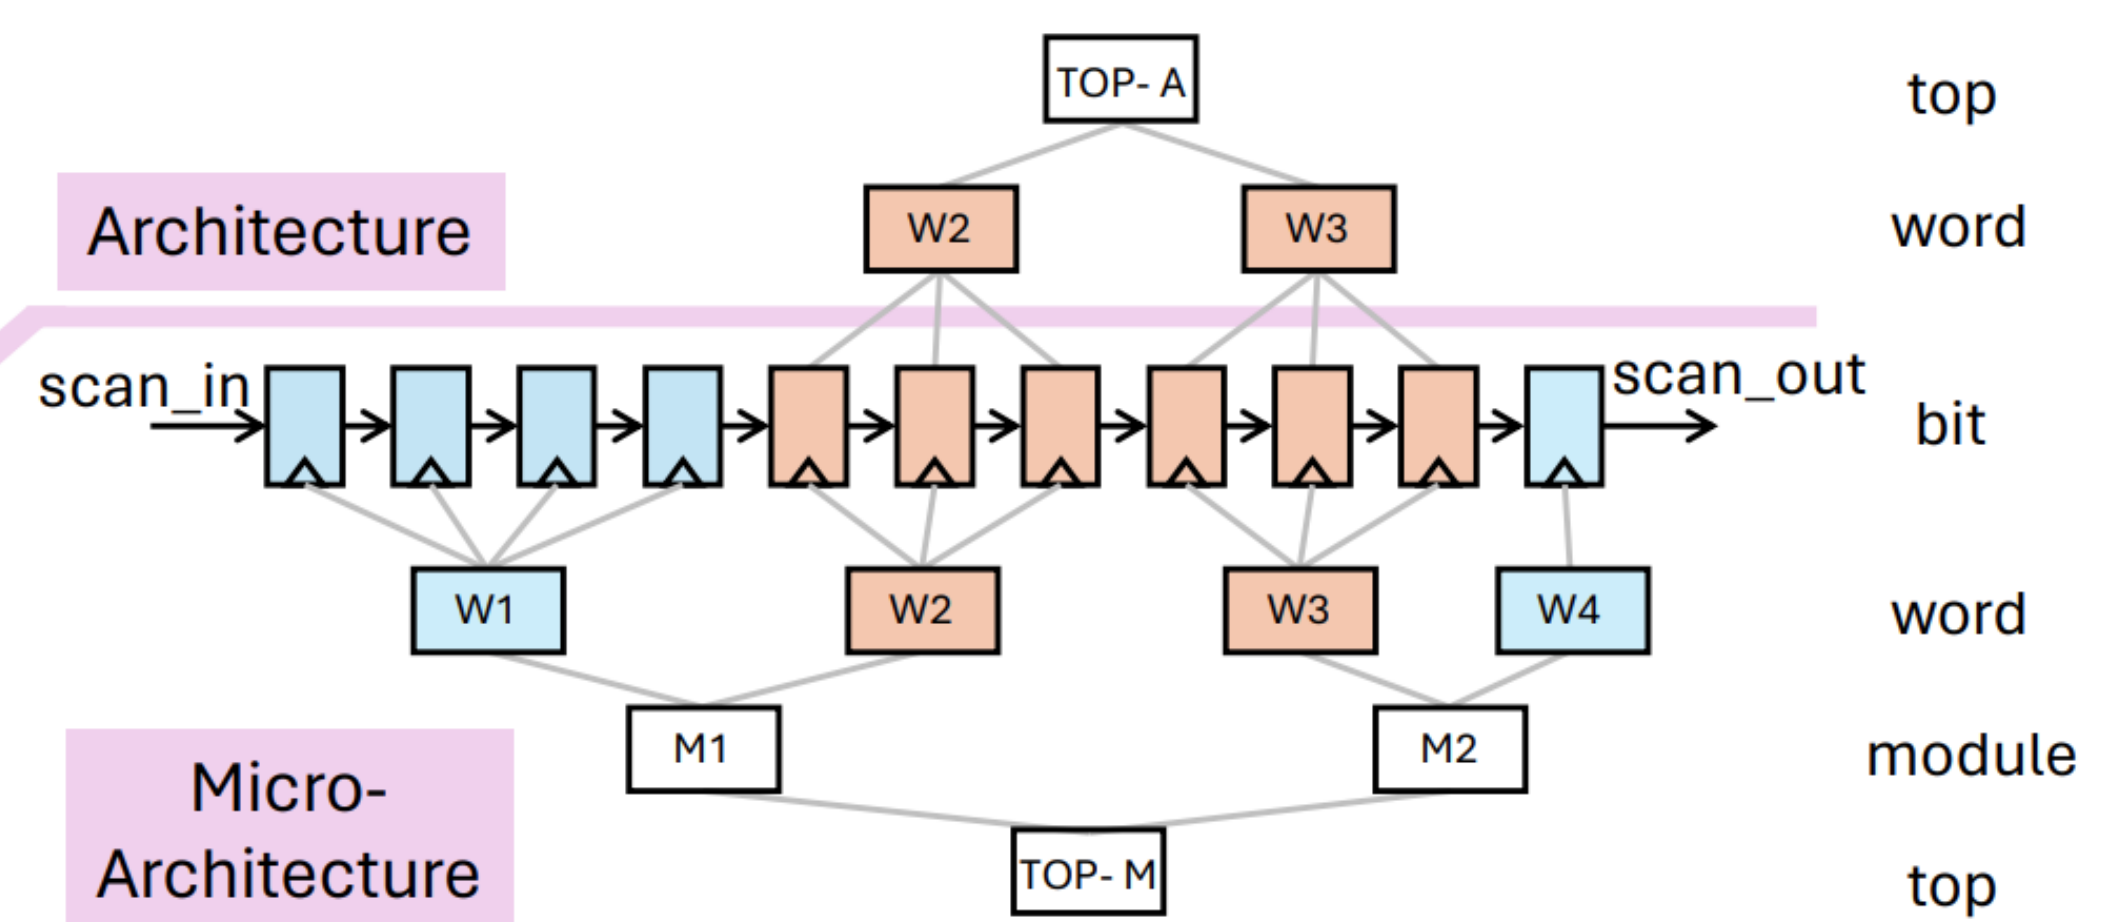 TOP- A
top
Architecture
W2
W3
word
scan_in
scan_out
bit
W1
W2
W3
W4
word
M1
M2
module
Micro-
Architecture
TOP- M
top